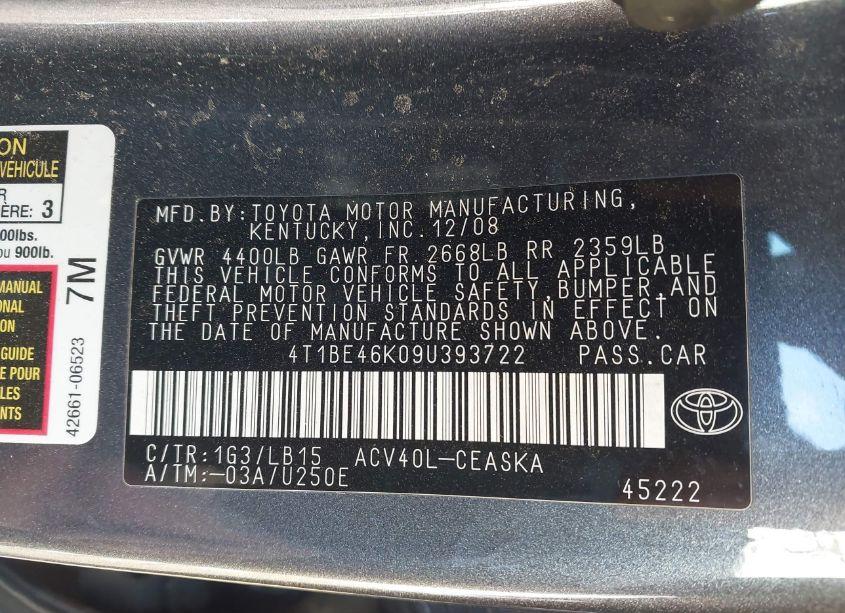 ON
VÉHICULE
R
ÈRE: 3
00lbs.
ou 900lb.
MANUAL
ONAL
ION
GUIDE
E POUR
LES
NTS
7M
42661-06523
MFD.BY:TOYOTA MOTOR MANUFACTURING,
KENTUCKY,INC.12/08
GVWR 4400LB GAWR FR 2668LB RR 2359LB
THIS VEHICLE CONFORMS TO ALL APPLICABLE
FEDERAL MOTOR VEHICLE SAFETY,BUMPER,AND
THEFT PREVENTION STANDARDS IN EFFECT ON
THE DATE OF MANUFACTURE SHOWN ABOVE.
4T1BE46K09U393722 PASS.CAR
C/TR:1G3/LB15 ACV40L-CEASKA
A/TM:-03A/U250E
45222